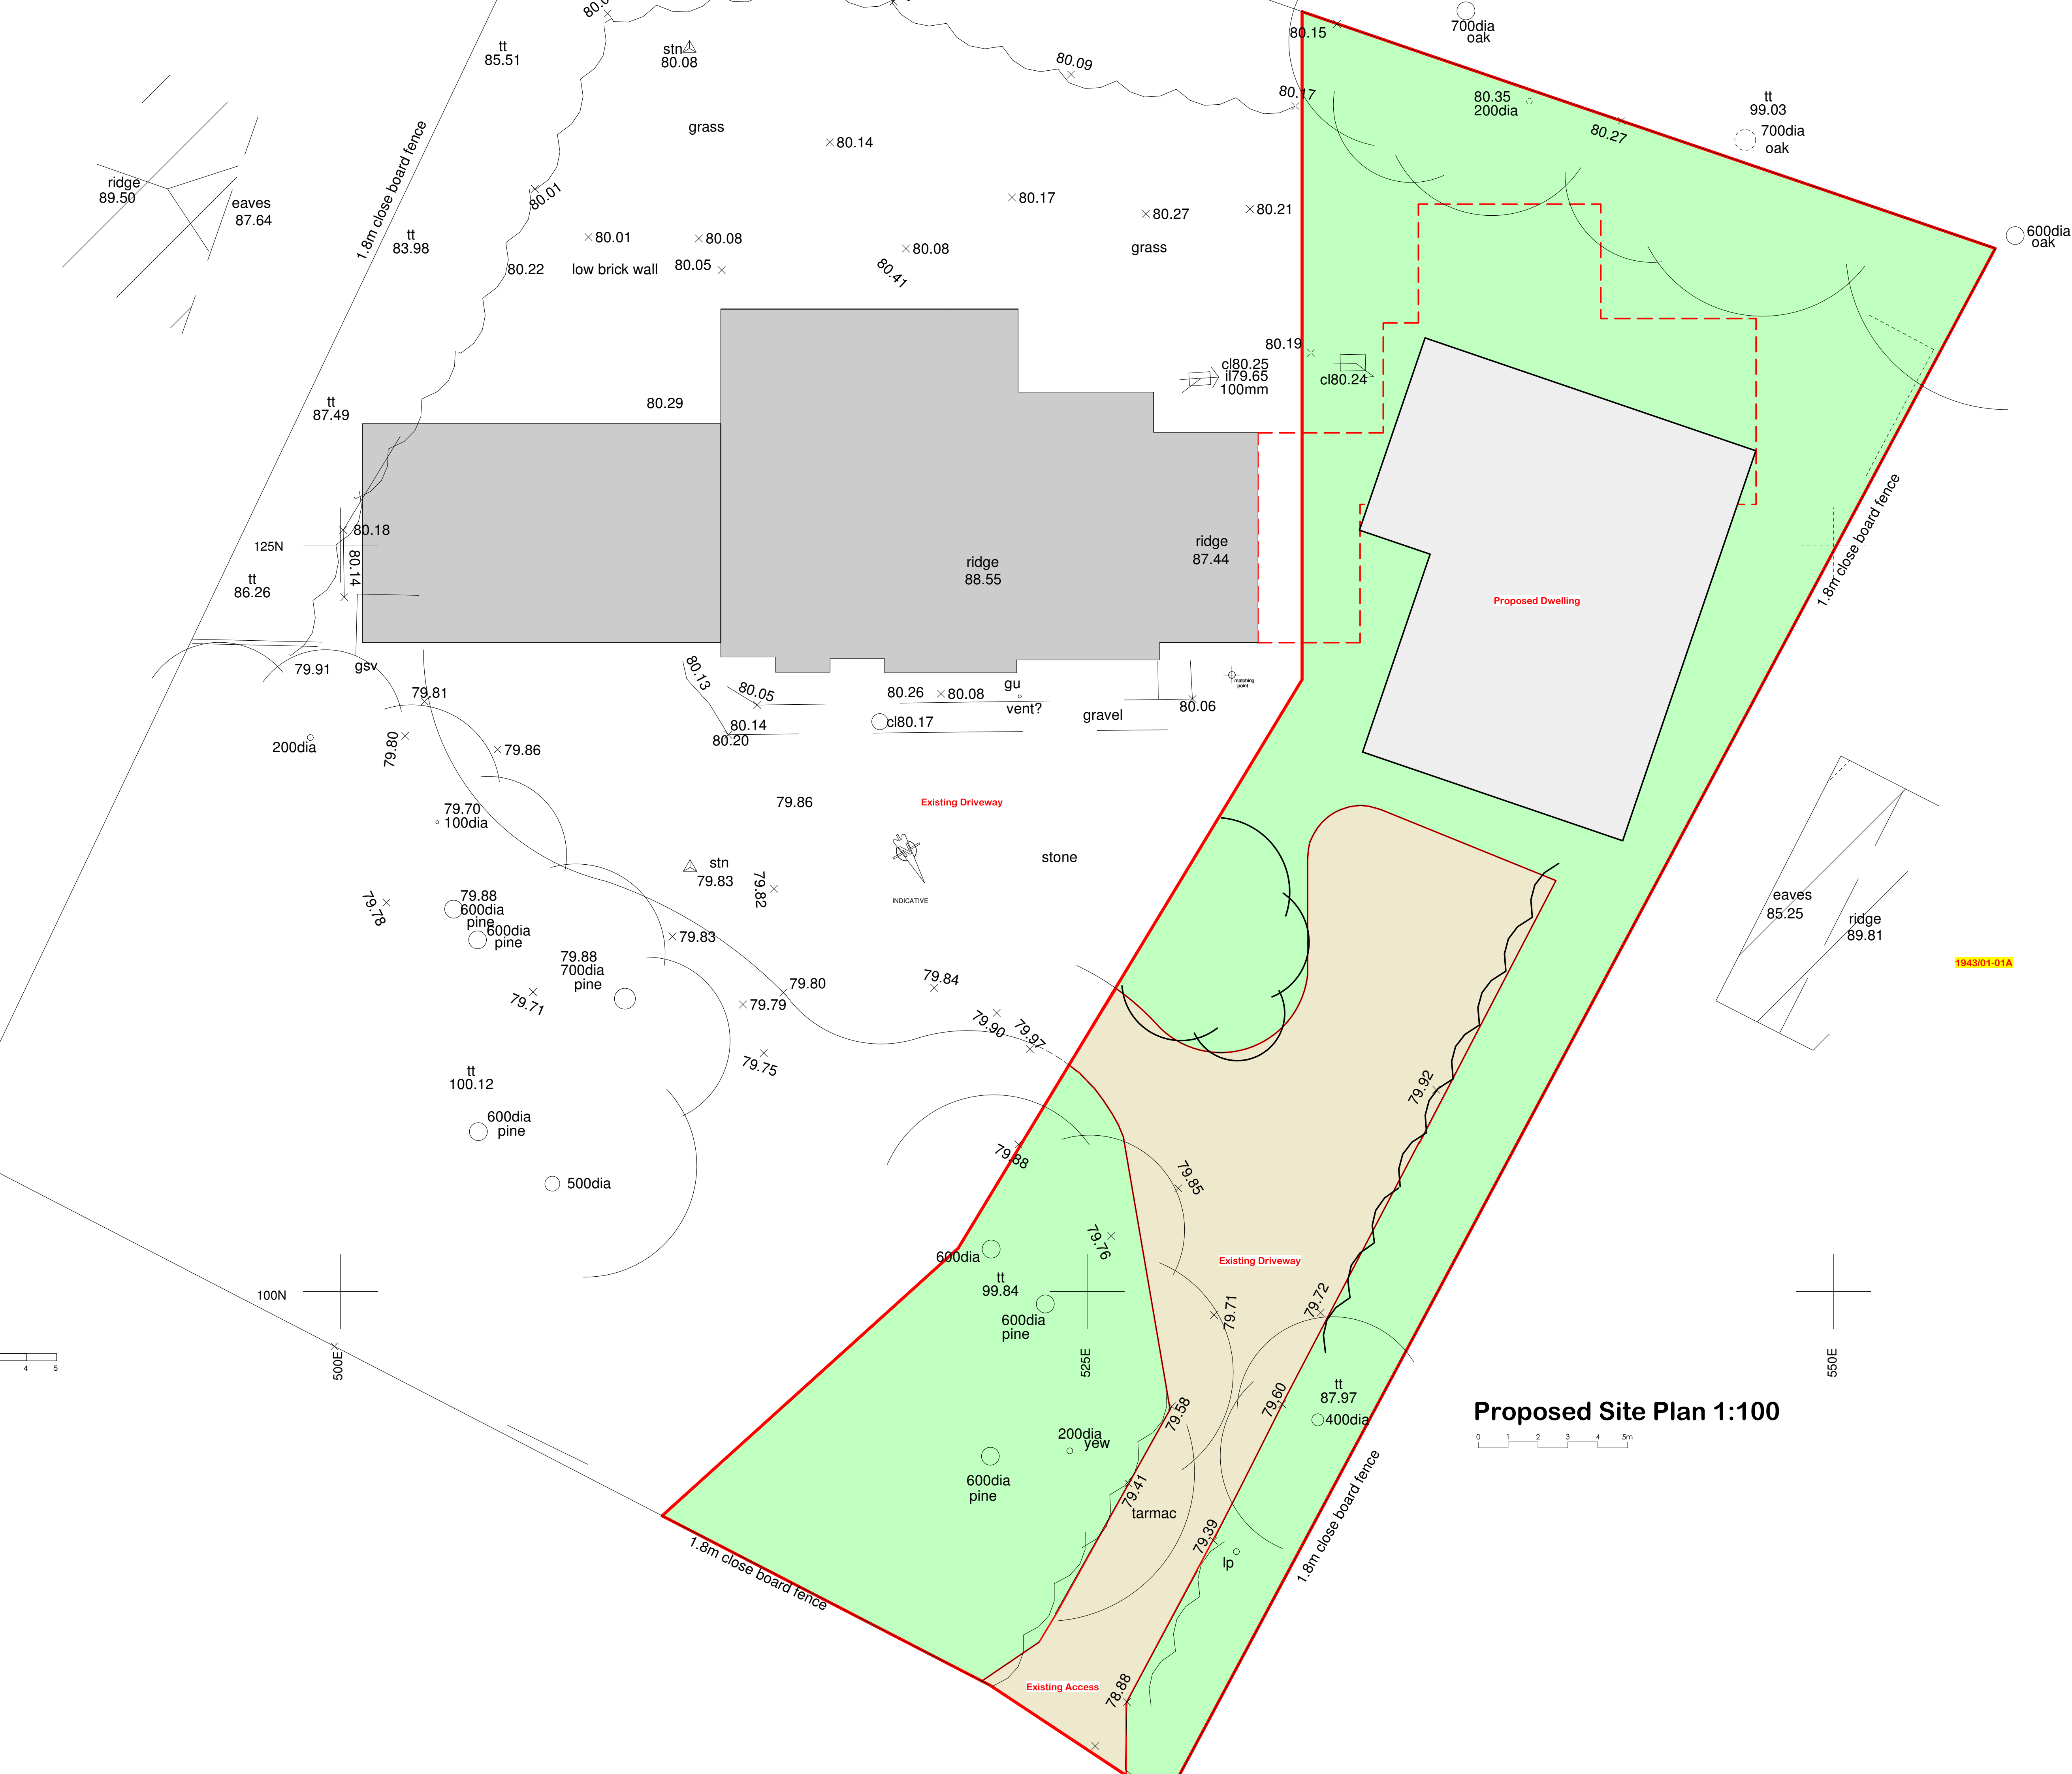 700dia
oak
80.15
tt
85.51
stn
80.08
80.09
80.17
80.35
200dia
tt
99.03
700dia
oak
80.27
grass
80.14
1.8m close board fence
ridge
89.50
eaves
87.64
80.01
80.17
80.27
80.21
600dia
oak
tt
83.98
80.01
80.08
80.08
grass
80.22
low brick wall
80.05
80.41
80.19
cl80.25
il79.65
100mm
cl80.24
tt
87.49
80.29
80.18
125N
80.14
ridge
88.55
ridge
87.44
1.8m close board fence
tt
86.26
Proposed Dwelling
79.91
gsv
79.81
80.13
80.05
80.26
80.08
gu
vent?
matching
point
80.06
gravel
cl80.17
80.14
80.20
200dia
79.80
79.86
79.70
100dia
79.86
Existing Driveway
stone
stn
79.83
79.82
INDICATIVE
79.78
79.88
600dia
pine
600dia
pine
eaves
85.25
ridge
89.81
79.83
1943/01-01A
79.88
700dia
pine
79.71
79.80
79.79
79.84
79.90
79.97
79.75
tt
100.12
79.92
600dia
pine
79.88
79.85
500dia
79.76
600dia
Existing Driveway
tt
99.84
100N
600dia
pine
79.71
79.72
4
5
500E
525E
550E
tt
87.97
400dia
79.60
79.58
Proposed Site Plan 1:100
0
1
2
3
4
5m
200dia
yew
600dia
pine
79.41
tarmac
79.39
lp
1.8m close board fence
1.8m close board fence
Existing Access
78.88